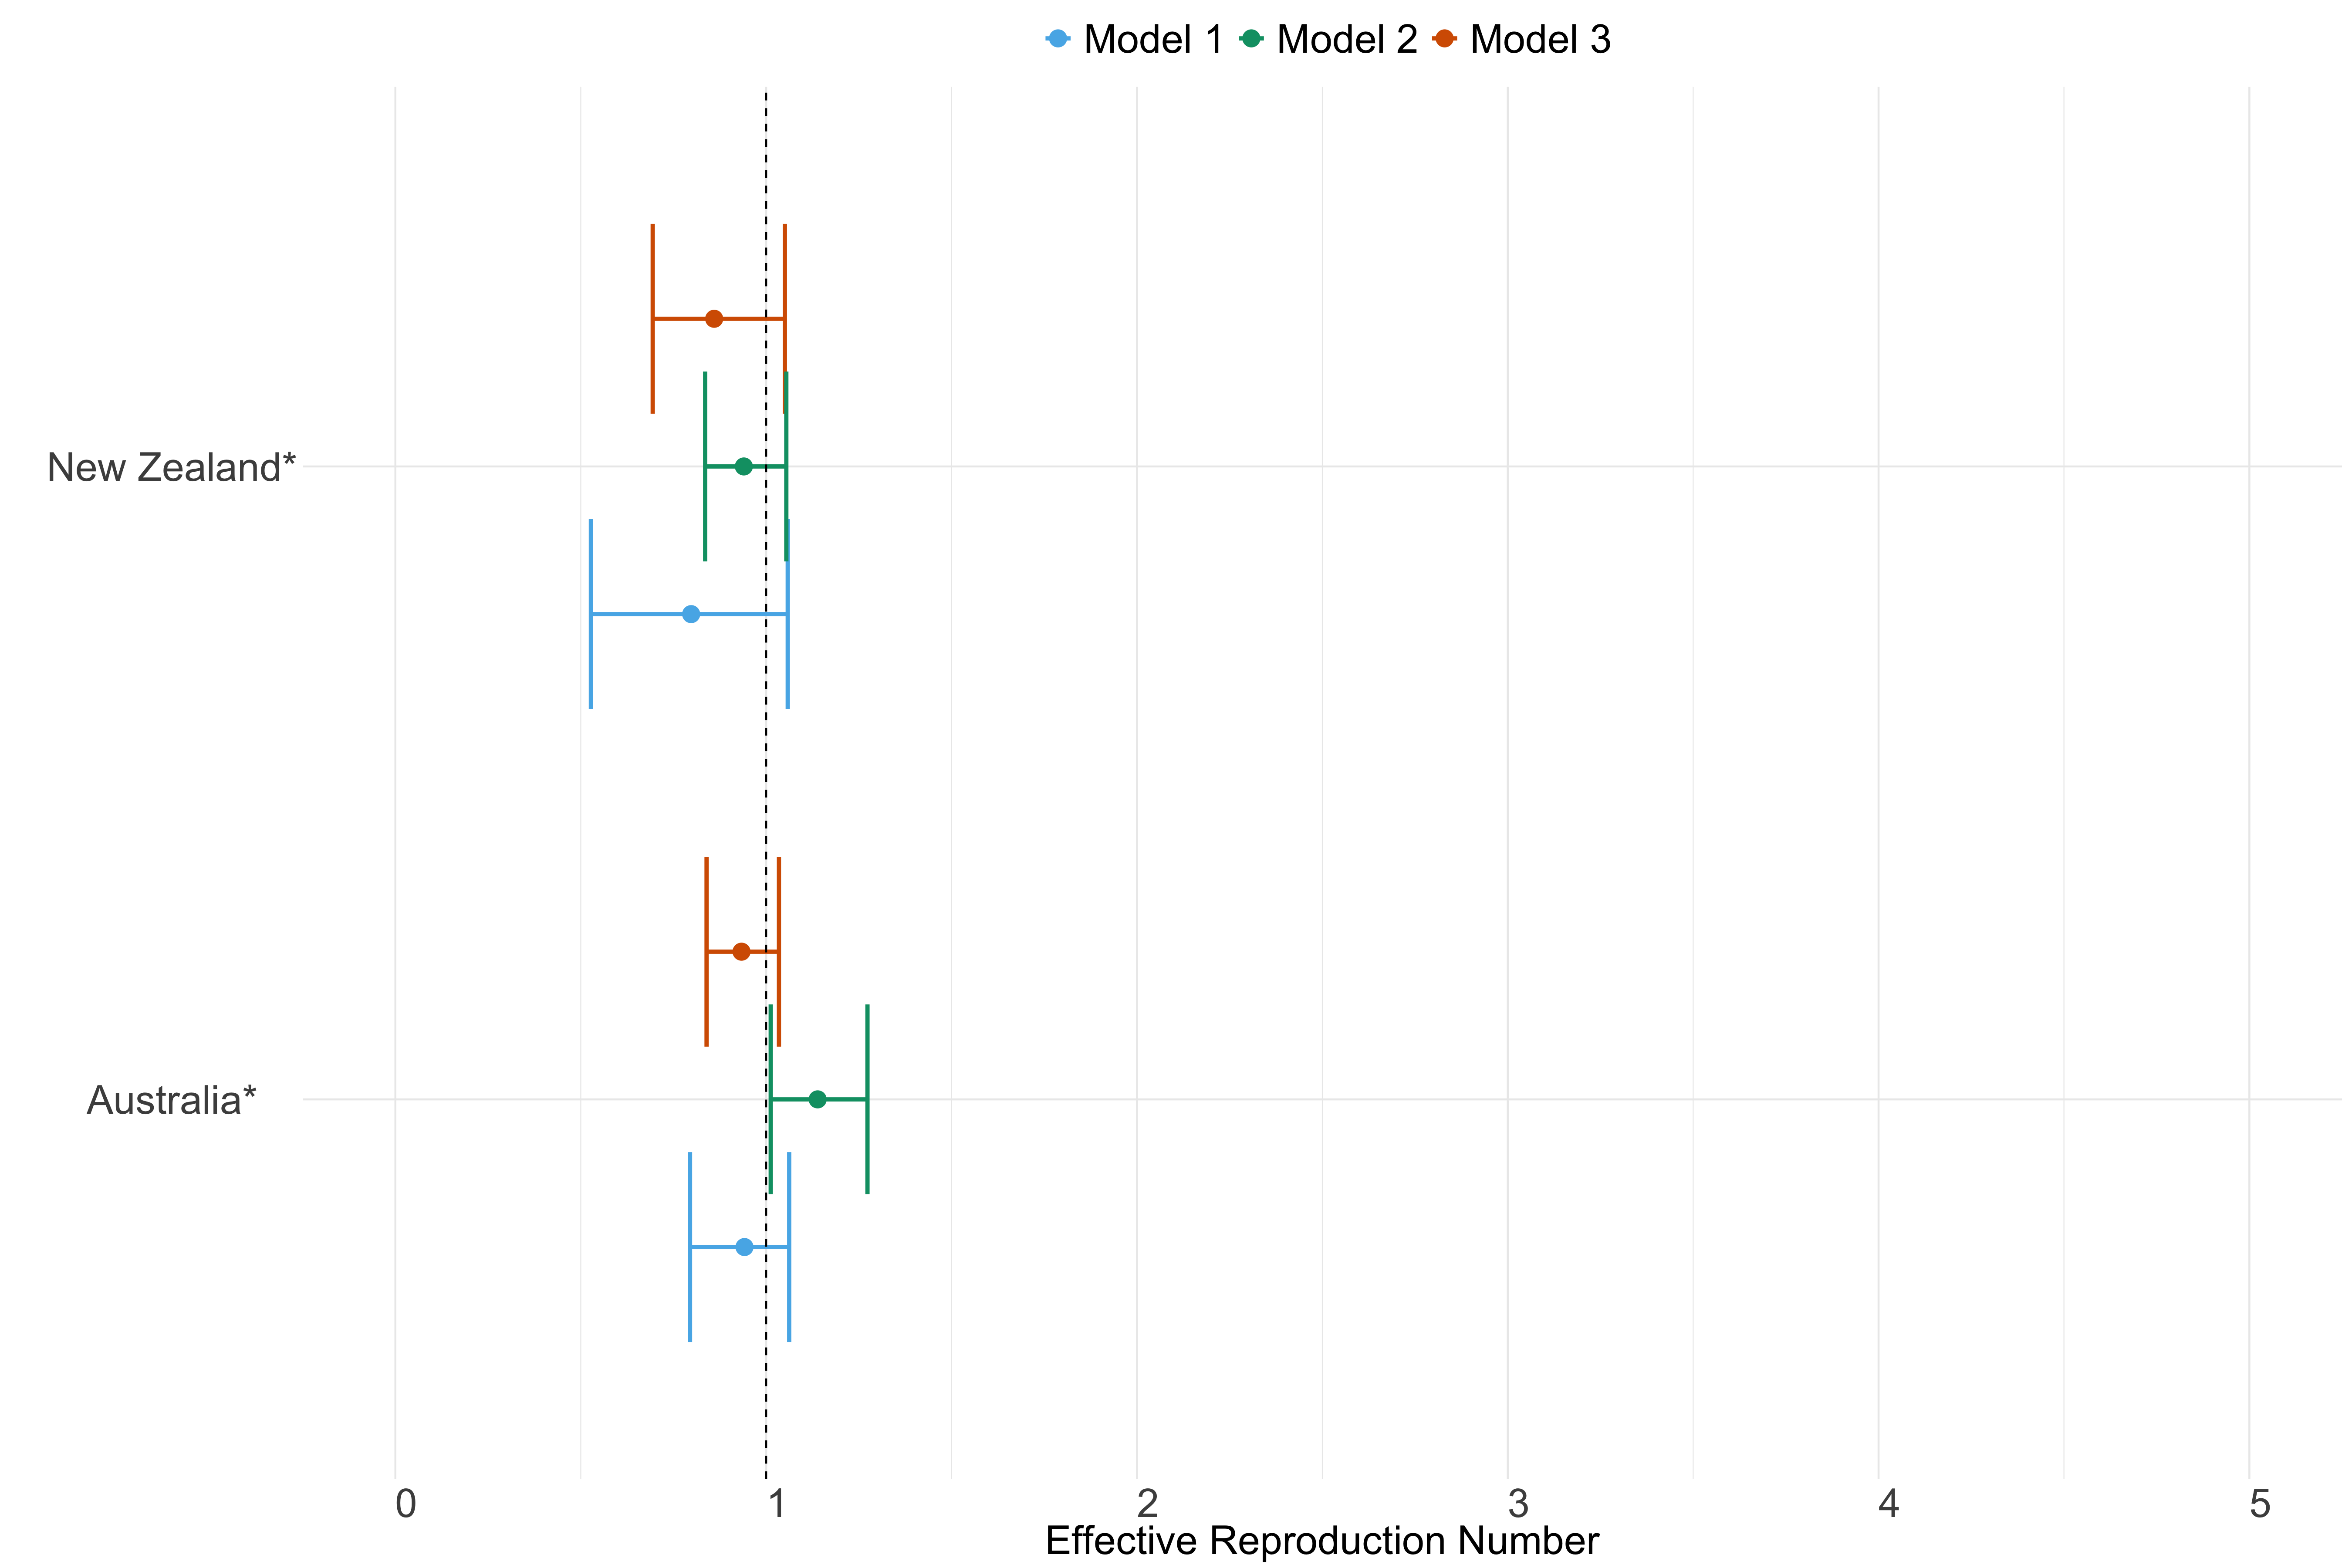 Model 1 Model 2 Model 3
New Zealand*
Australia*
0 1 2 3 4 5
Effective Reproduction Number